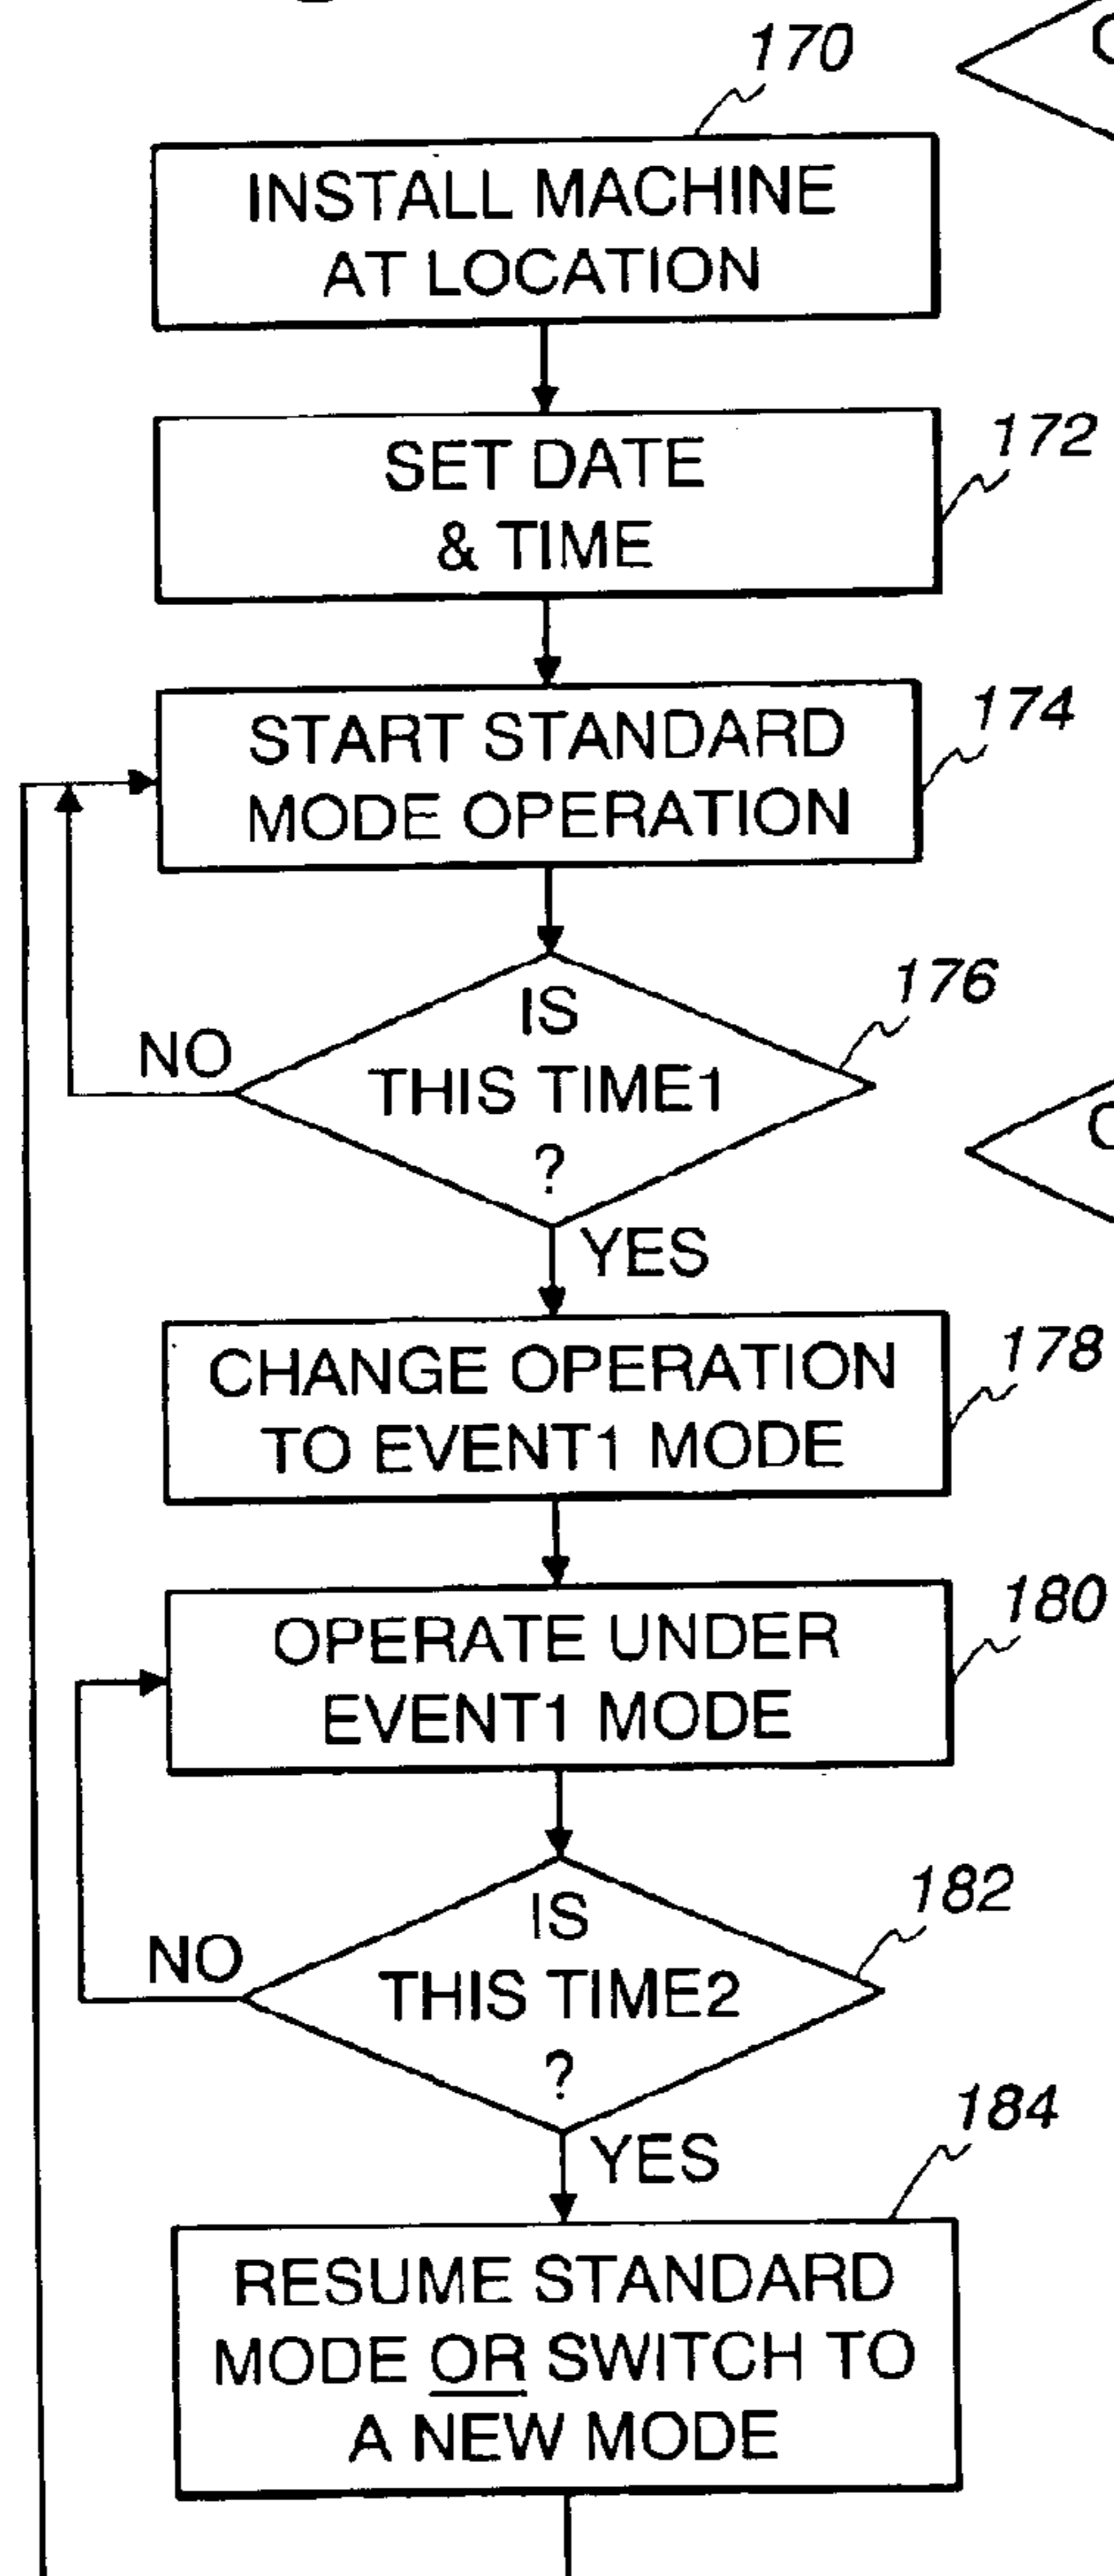 170
INSTALL MACHINE
AT LOCATION
172
SET DATE
& TIME
174
START STANDARD
MODE OPERATION
176
IS
THIS TIME1
?
NO
YES
178
CHANGE OPERATION
TO EVENT1 MODE
180
OPERATE UNDER
EVENT1 MODE
182
IS
THIS TIME2
?
NO
YES
184
RESUME STANDARD
MODE OR SWITCH TO
A NEW MODE